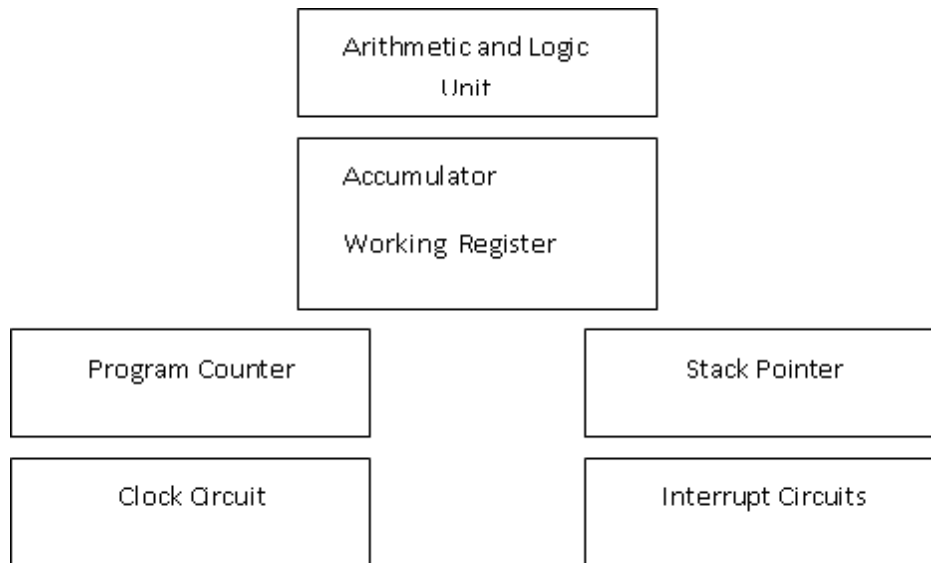 Arithmetic and Logic
Unit
Accumulator
Working Register
Program Counter
Stack Pointer
Clock Circuit
Interrupt Circuits